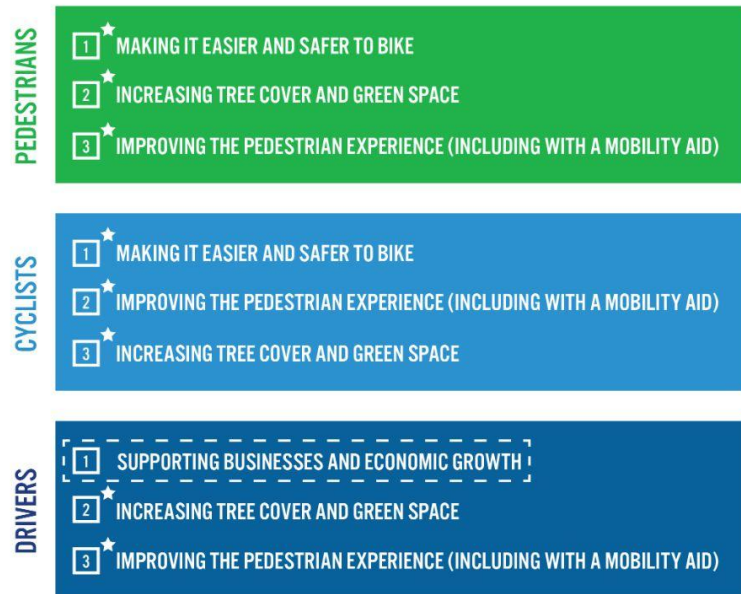 PEDESTRIANS
1 MAKING IT EASIER AND SAFER TO BIKE
2 INCREASING TREE COVER AND GREEN SPACE
3 IMPROVING THE PEDESTRIAN EXPERIENCE (INCLUDING WITH A MOBILITY AID)
CYCLISTS
1 MAKING IT EASIER AND SAFER TO BIKE
2 IMPROVING THE PEDESTRIAN EXPERIENCE (INCLUDING WITH A MOBILITY AID)
3 INCREASING TREE COVER AND GREEN SPACE
DRIVERS
1 SUPPORTING BUSINESSES AND ECONOMIC GROWTH
2 INCREASING TREE COVER AND GREEN SPACE
3 IMPROVING THE PEDESTRIAN EXPERIENCE (INCLUDING WITH A MOBILITY AID)